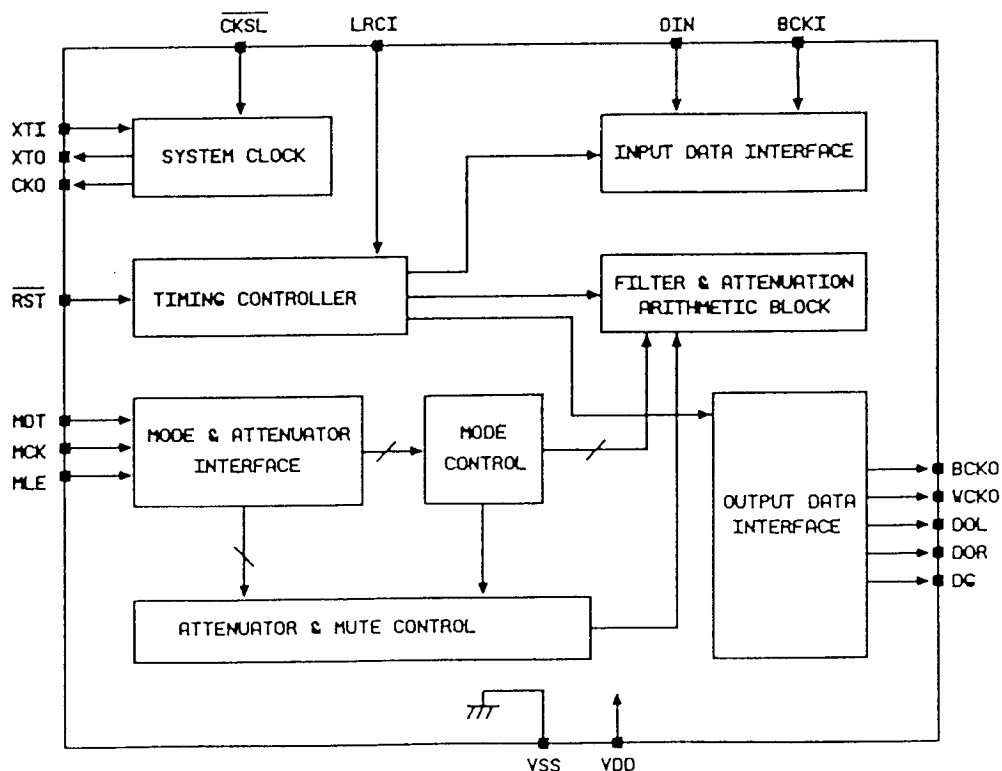 CKSL LRCI DIN BCKI
XTI
XTO
CKO
SYSTEM CLOCK
INPUT DATA INTERFACE
RST
TIMING CONTROLLER
FILTER & ATTENUATION
ARITHMETIC BLOCK
MDT
MCK
MLE
MODE & ATTENUATOR
INTERFACE
MODE
CONTROL
OUTPUT DATA
INTERFACE
BCKO
WCKO
DOL
DOR
DG
ATTENUATOR & MUTE CONTROL
VSS VDD